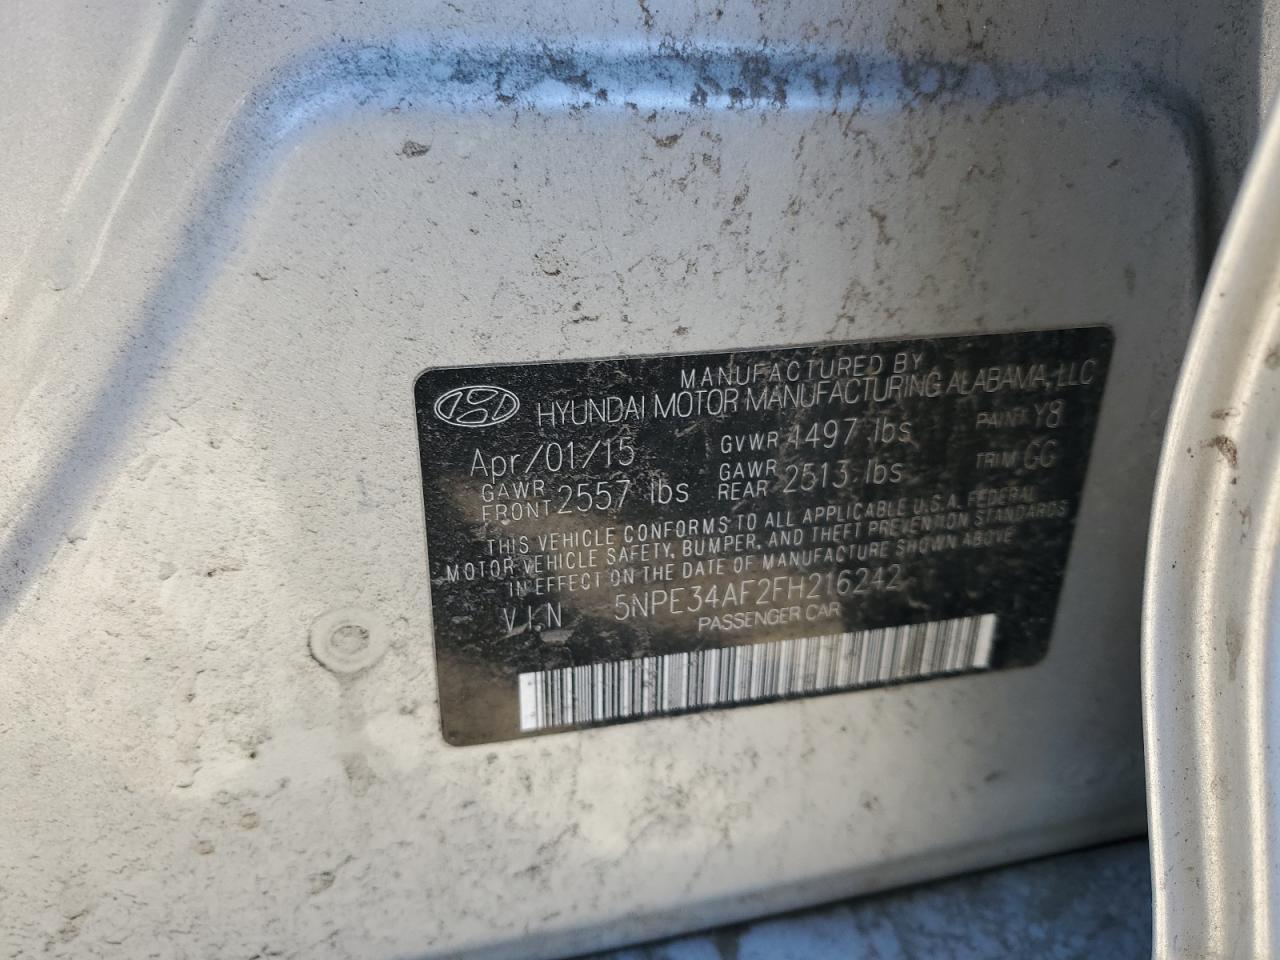 MANUFACTURED BY
HYUNDAI MOTOR MANUFACTURING ALABAMA, LLC
Apr/01/15 GVWR 4497 lbs PAINT Y8
GAWR FRONT 2557 lbs GAWR REAR 2513 lbs TRIM GG
THIS VEHICLE CONFORMS TO ALL APPLICABLE U.S.A. FEDERAL
MOTOR VEHICLE SAFETY, BUMPER, AND THEFT PREVENTION STANDARDS
IN EFFECT ON THE DATE OF MANUFACTURE SHOWN ABOVE
V.I.N 5NPE34AF2FH216242
PASSENGER CAR